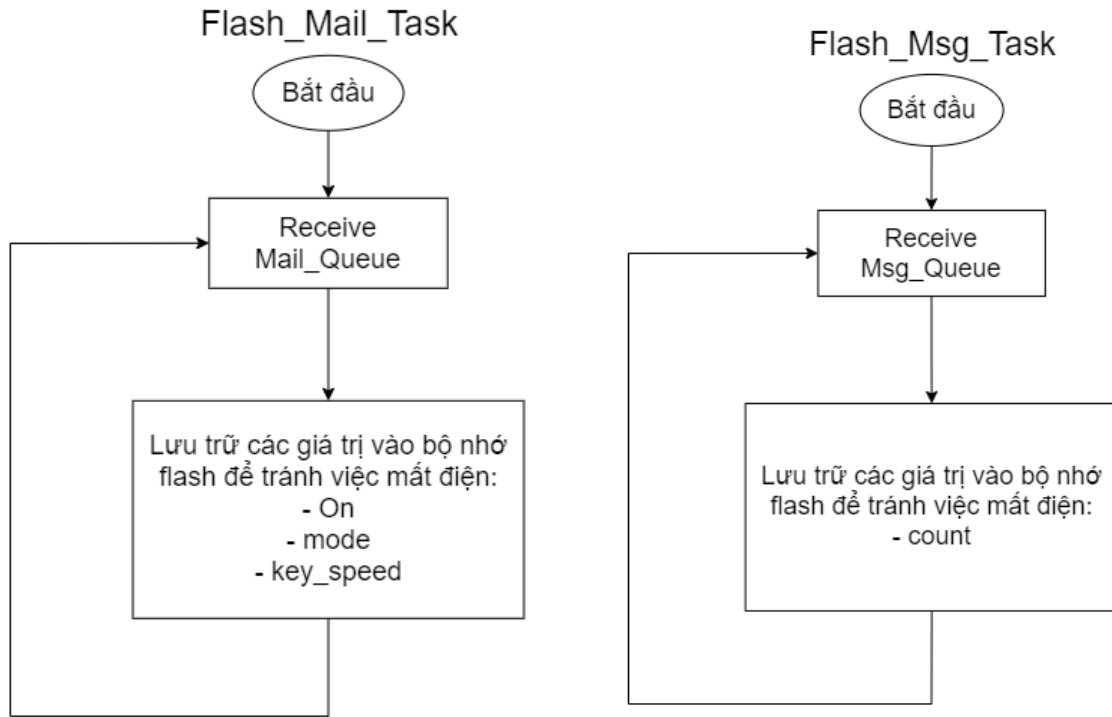 Flash_Mail_Task
Bắt đầu
Receive
Mail_Queue
Lưu trữ các giá trị vào bộ nhớ
flash để tránh việc mất điện:
- On
- mode
- key_speed
Flash_Msg_Task
Bắt đầu
Receive
Msg_Queue
Lưu trữ các giá trị vào bộ nhớ
flash để tránh việc mất điện:
- count